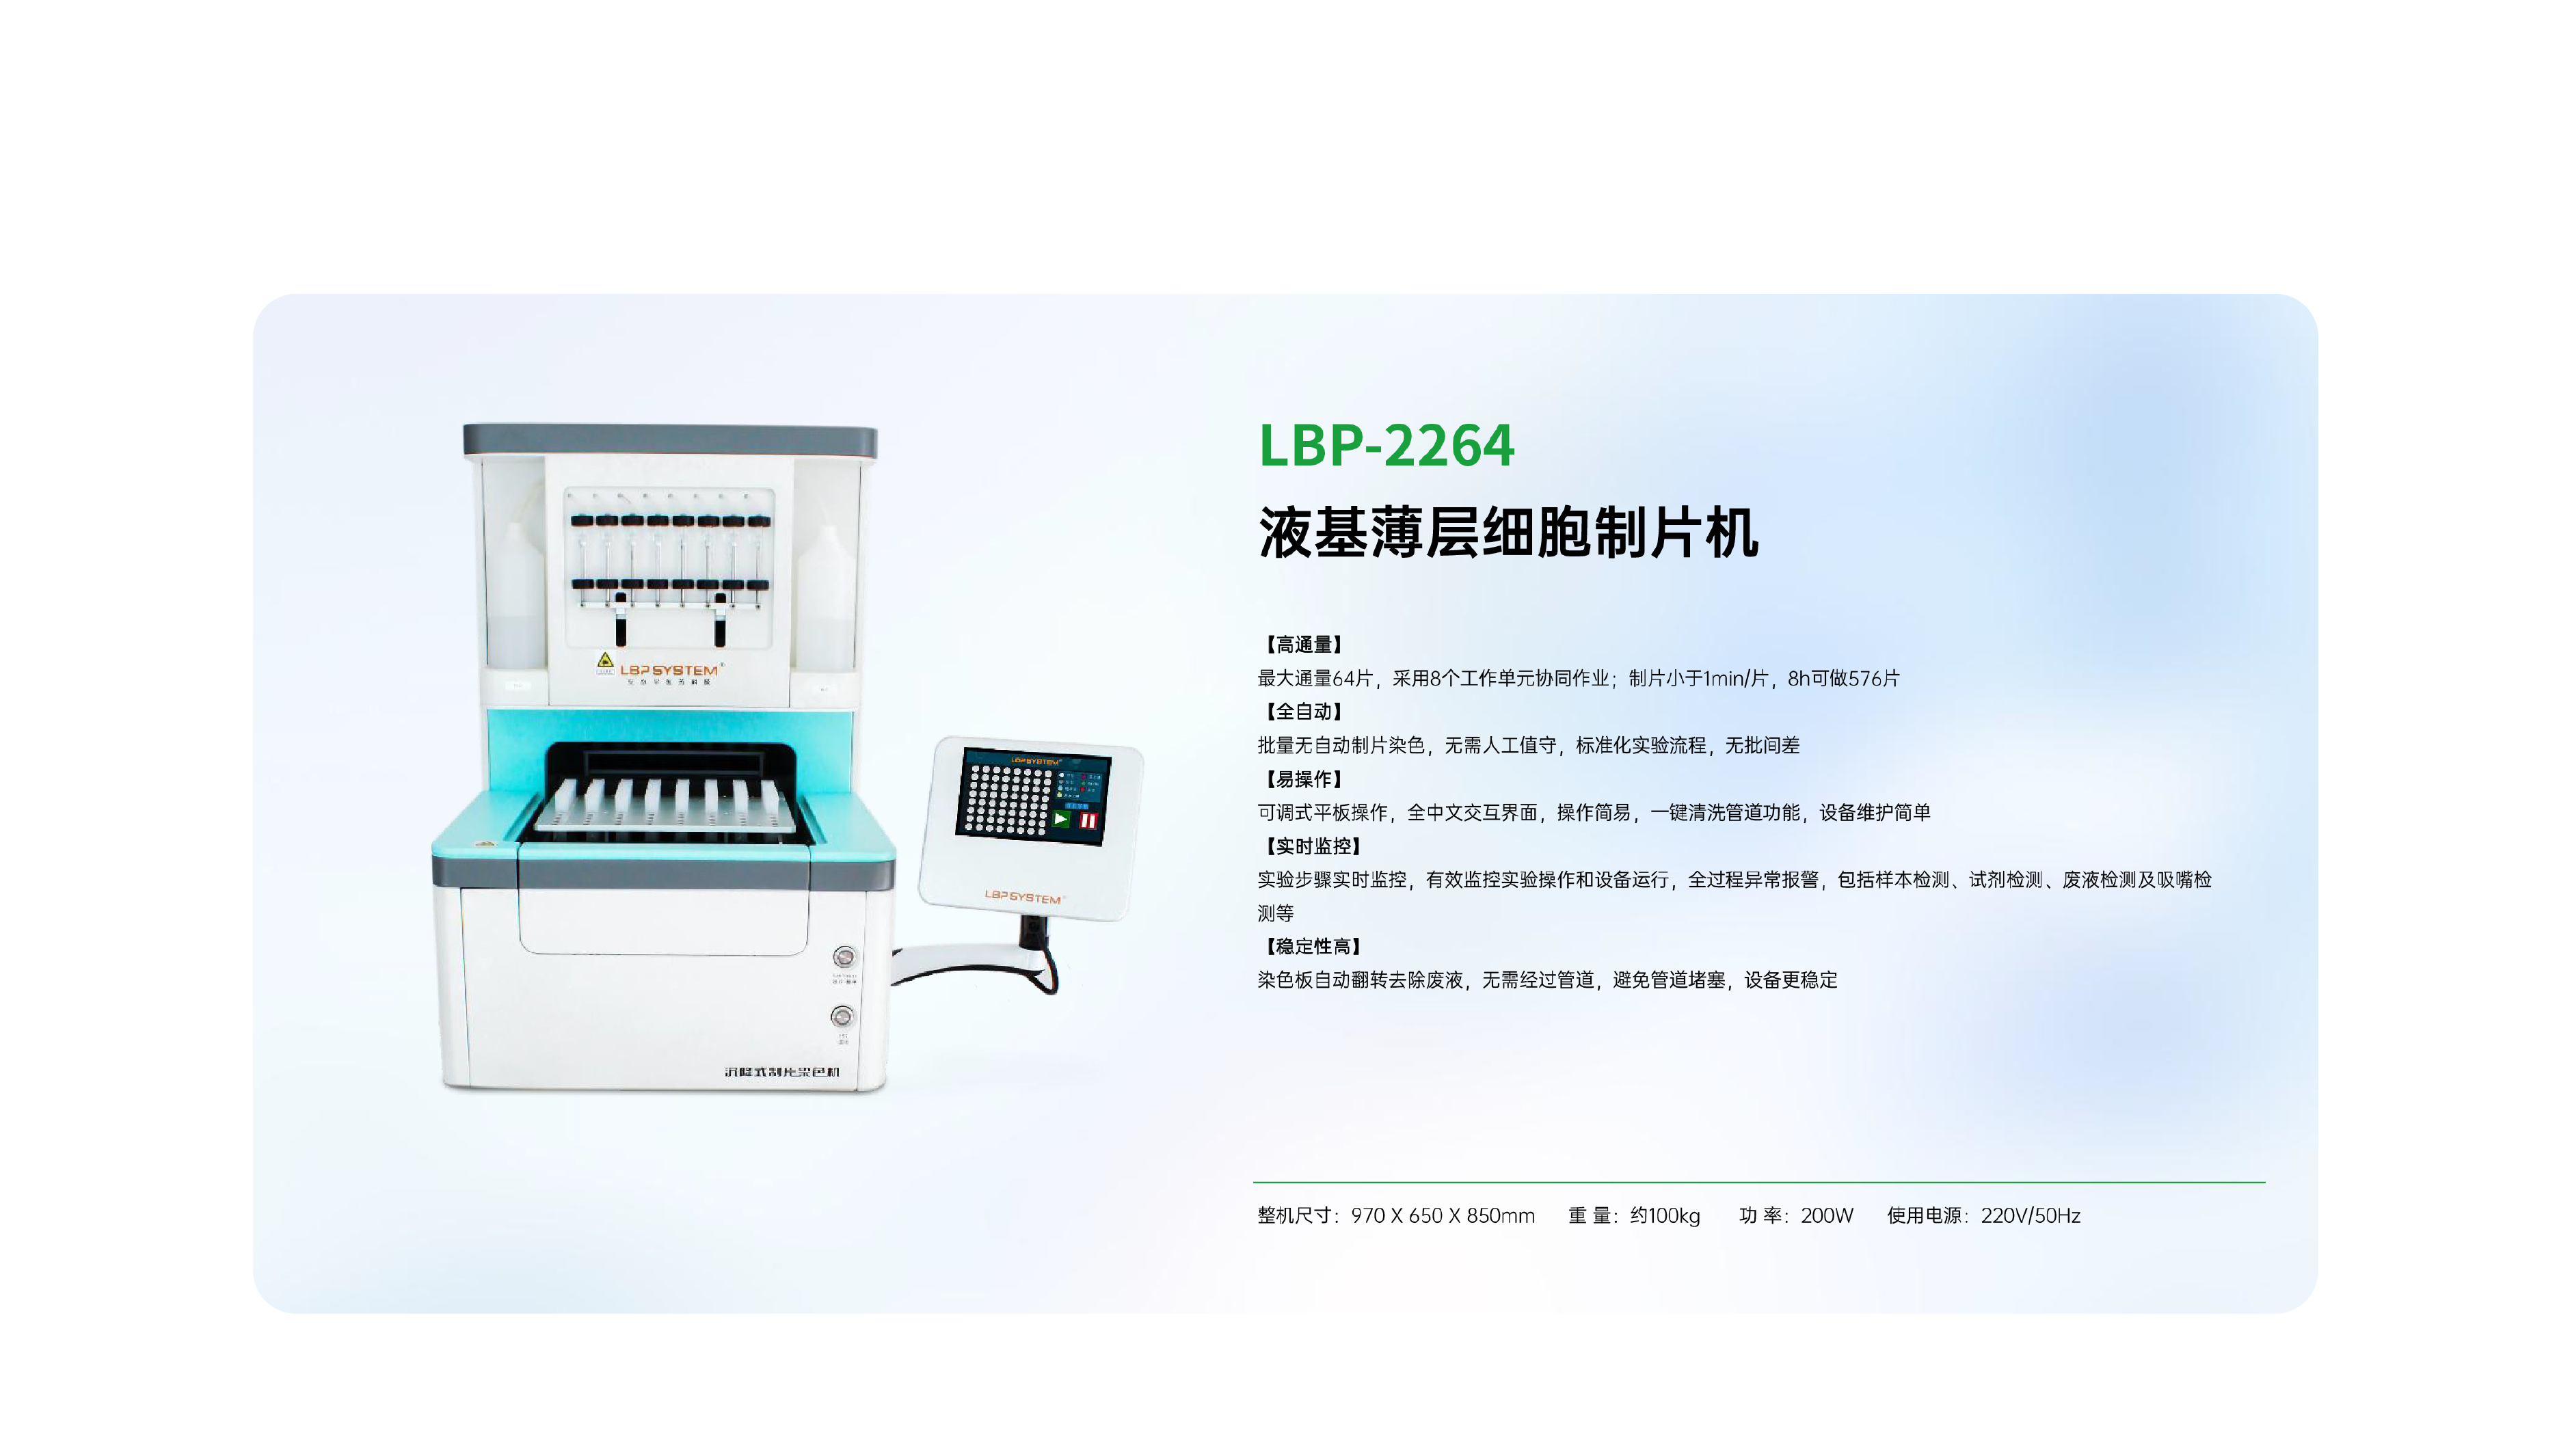 LBP-2264
液基薄层细胞制片机
【高通量】
最大通量64片，采用8个工作单元协同作业；制片小于1min/片，8h可做576片
【全自动】
批量无自动制片染色，无需人工值守，标准化实验流程，无批间差
【易操作】
可调式平板操作，全中文交互界面，操作简易，一键清洗管道功能，设备维护简单
【实时监控】
实验步骤实时监控，有效监控实验操作和设备运行，全过程异常报警，包括样本检测、试剂检测、废液检测及吸嘴检
测等
【稳定性高】
染色板自动翻转去除废液，无需经过管道，避免管道堵塞，设备更稳定
整机尺寸：970 X 650 X 850mm 重 量：约100kg 功 率：200W 使用电源：220V/50Hz
LBPSYSTEM
LBPSYSTEM
LBPSYSTEM
沉降式制片染色机